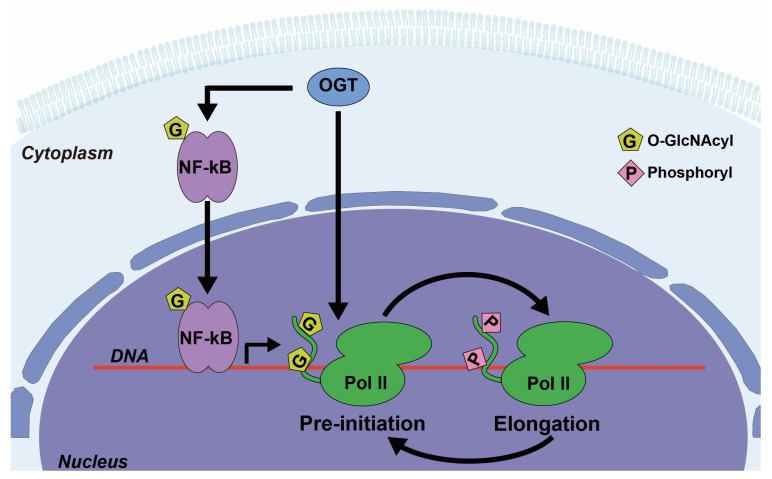 OGT
G
Cytoplasm
NF-kB
G O-GlcNAcyl
P Phosphoryl
G
NF-kB
DNA
G
G
Pol II
P
P
Pol II
Pre-initiation
Elongation
Nucleus